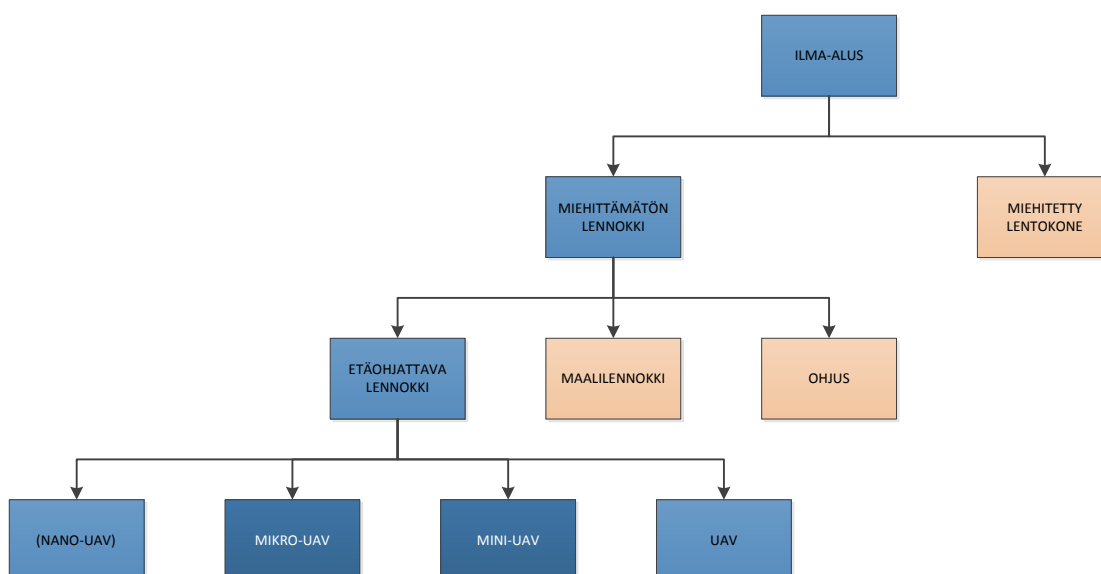 ILMA-ALUS
MIEHITTÄMÄTÖN
LENNOKKI
MIEHITETTY
LENTOKONE
ETÄOHJATTAVA
LENNOKKI
MAALILENNOKKI
OHJUS
(NANO-UAV)
MIKRO-UAV
MINI-UAV
UAV